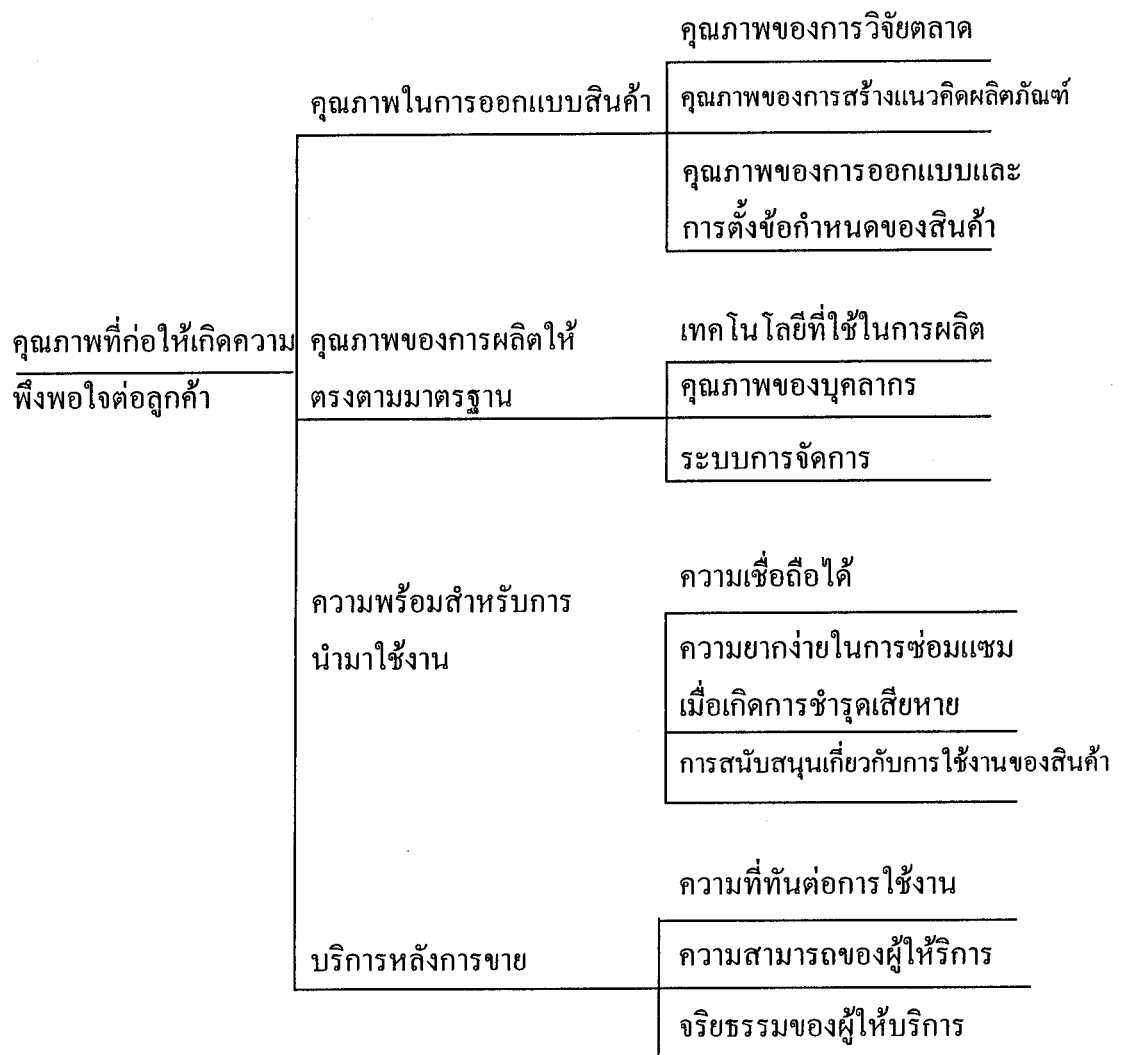 คุณภาพของการวิจัยตลาด
คุณภาพในการออกแบบสินค้า
คุณภาพของการสร้างแนวคิดผลิตภัณฑ์
คุณภาพของการออกแบบและ
การตั้งข้อกำหนดของสินค้า
คุณภาพที่ก่อให้เกิดความ
พึงพอใจต่อลูกค้า
คุณภาพของการผลิตให้
ตรงตามมาตรฐาน
เทคโนโลยีที่ใช้ในการผลิต
คุณภาพของบุคลากร
ระบบการจัดการ
ความพร้อมสำหรับการ
นำมาใช้งาน
ความเชื่อถือได้
ความยากง่ายในการซ่อมแซม
เมื่อเกิดการชำรุดเสียหาย
การสนับสนุนเกี่ยวกับการใช้งานของสินค้า
บริการหลังการขาย
ความที่ทันต่อการใช้งาน
ความสามารถของผู้ให้ริการ
จริยธรรมของผู้ให้บริการ